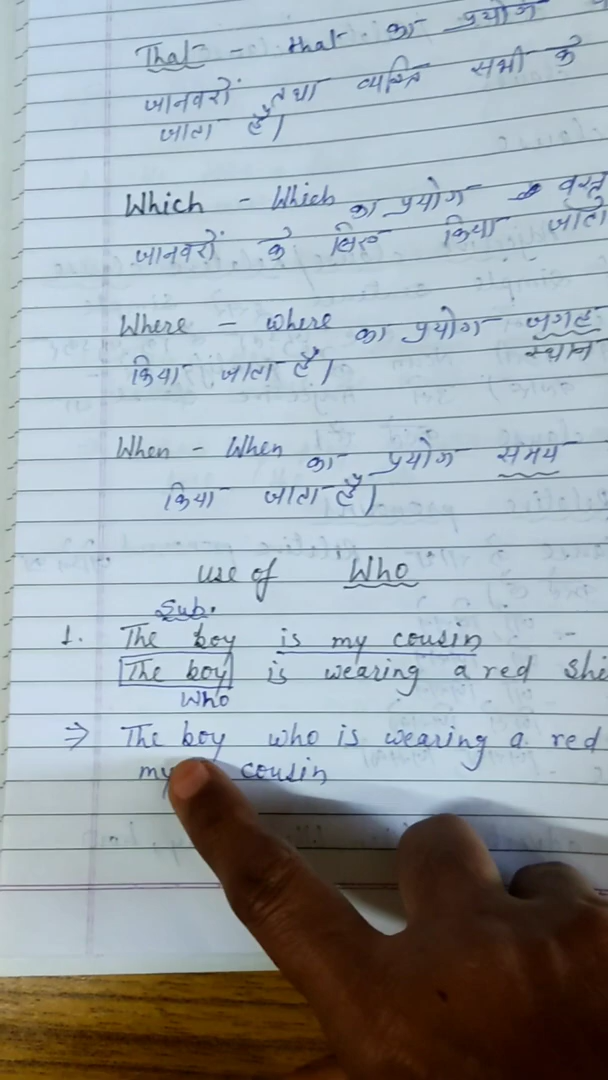 That - that का प्रयोग
जानवरों तथा व्यक्ति सभी के
जाता है।
Which - Which का प्रयोग वस्तु
जानवरों के लिए किया जाता
Where - where का प्रयोग जगह
स्थान
किया जाता है।
When - When का प्रयोग समय
किया जाता है।
use of Who
Sub.
1. The boy is my cousin
The boy is wearing a red shi
Who
⇒ The boy who is wearing a red
my cousin